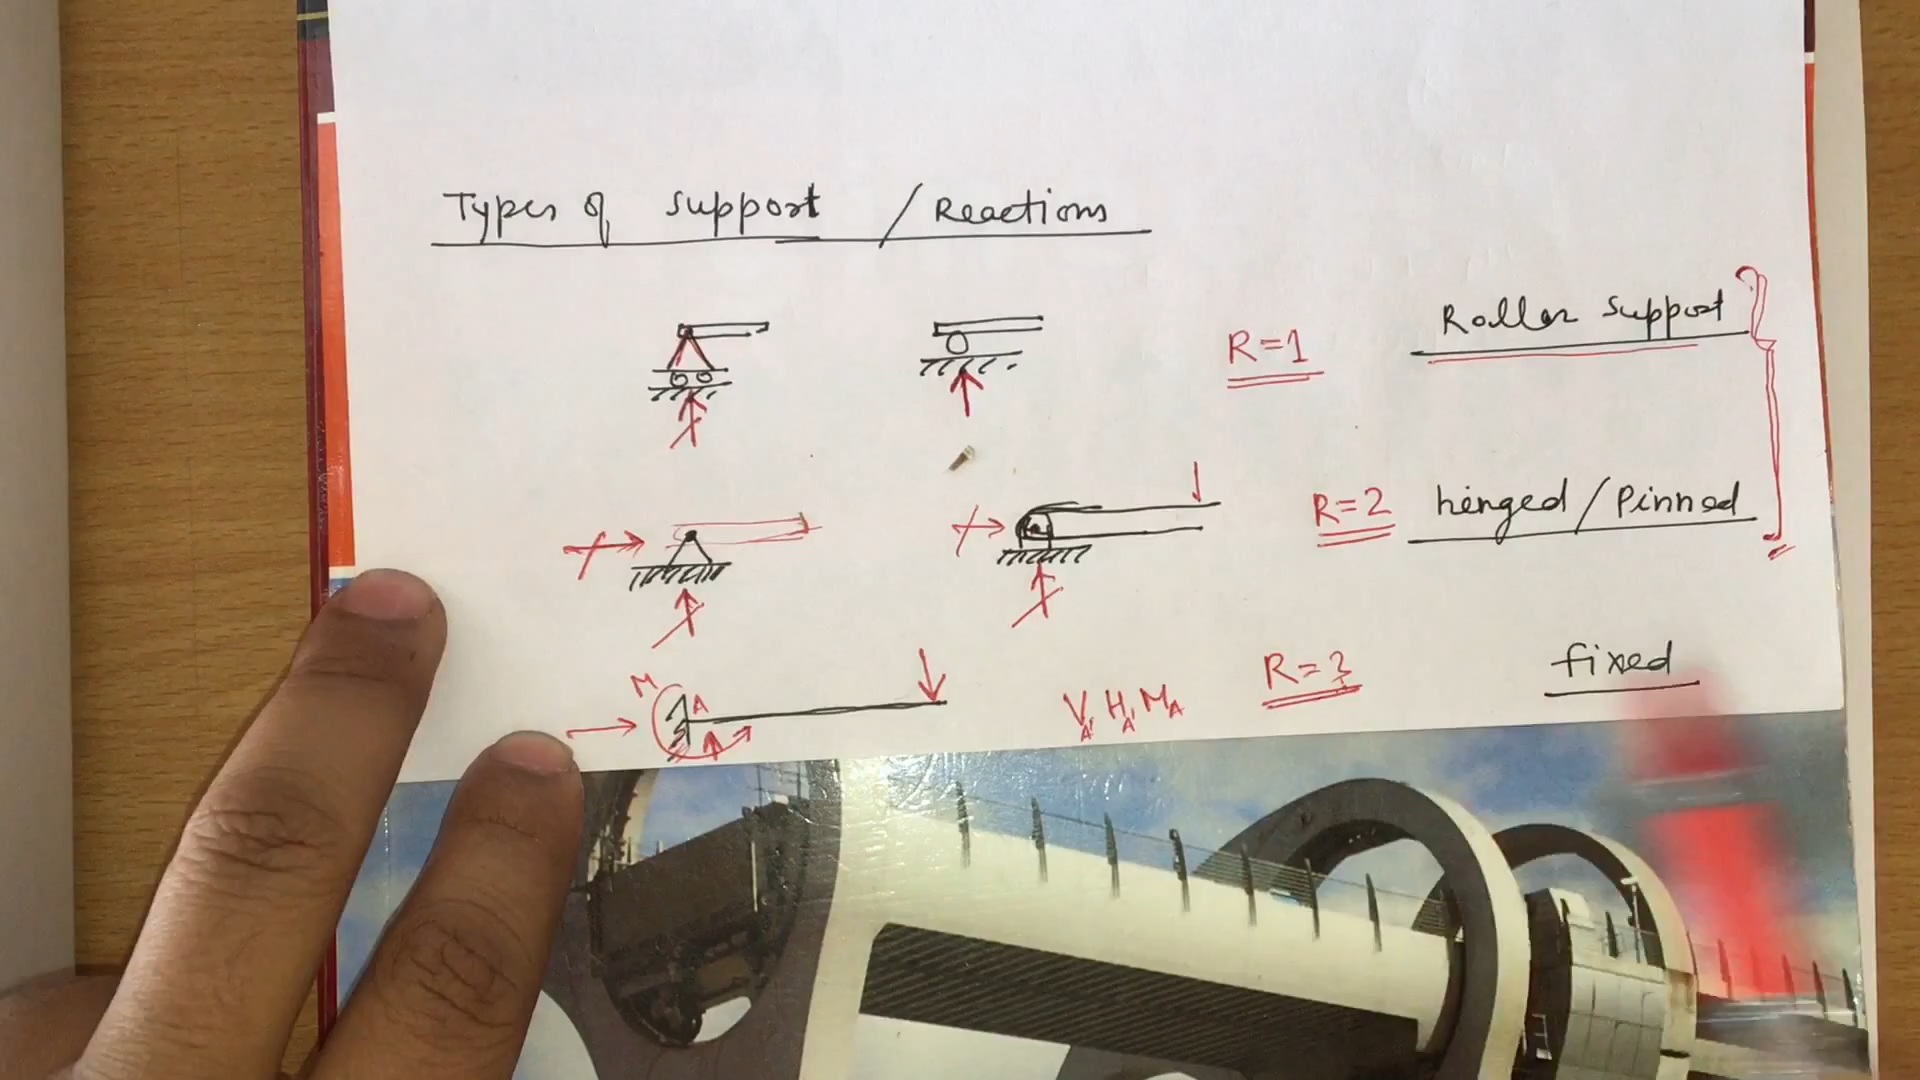 Types of support / Reactions
R=1 Roller support
R=2 hinged / Pinned
M A V_A, H_A, M_A R=3 fixed